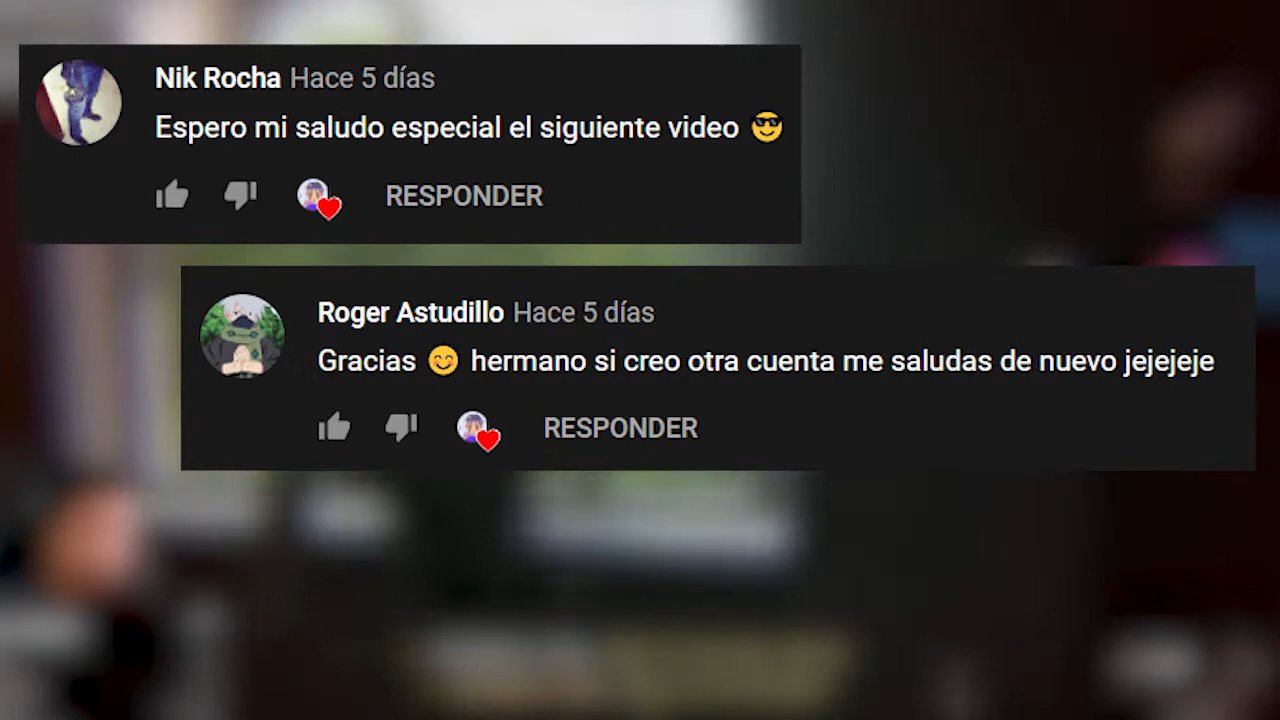 Nik Rocha Hace 5 días
Espero mi saludo especial el siguiente video 😎
RESPONDER
Roger Astudillo Hace 5 días
Gracias 😊 hermano si creo otra cuenta me saludas de nuevo jejejeje
RESPONDER